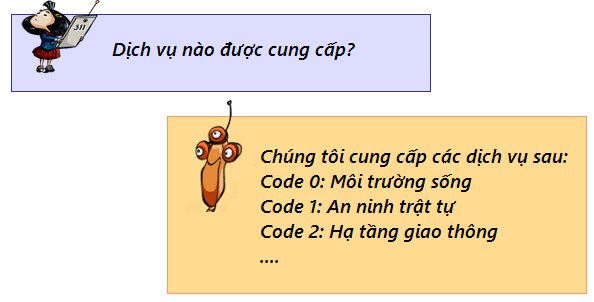 311
Dịch vụ nào được cung cấp?
Chúng tôi cung cấp các dịch vụ sau:
Code 0: Môi trường sống
Code 1: An ninh trật tự
Code 2: Hạ tầng giao thông
....